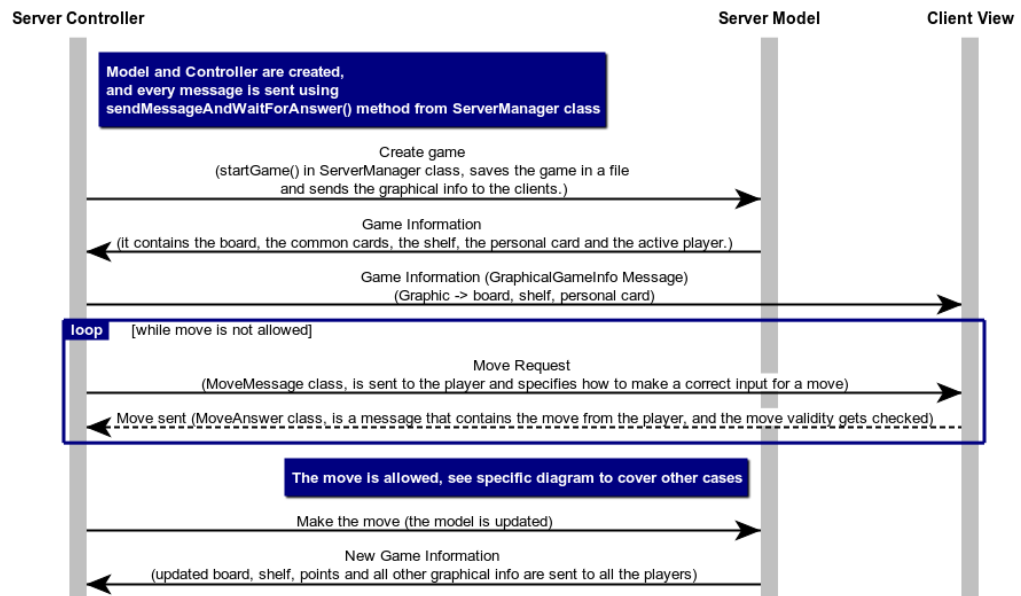 Server Controller
Server Model
Client View
Model and Controller are created,
and every message is sent using
sendMessageAndWaitForAnswer() method from ServerManager class
Create game
(startGame() in ServerManager class, saves the game in a file
and sends the graphical info to the clients.)
Game Information
(it contains the board, the common cards, the shelf, the personal card and the active player.)
Game Information (GraphicalGameInfo Message)
(Graphic -> board, shelf, personal card)
loop
[while move is not allowed]
Move Request
(MoveMessage class, is sent to the player and specifies how to make a correct input for a move)
Move sent (MoveAnswer class, is a message that contains the move from the player, and the move validity gets checked)
The move is allowed, see specific diagram to cover other cases
Make the move (the model is updated)
New Game Information
(updated board, shelf, points and all other graphical info are sent to all the players)